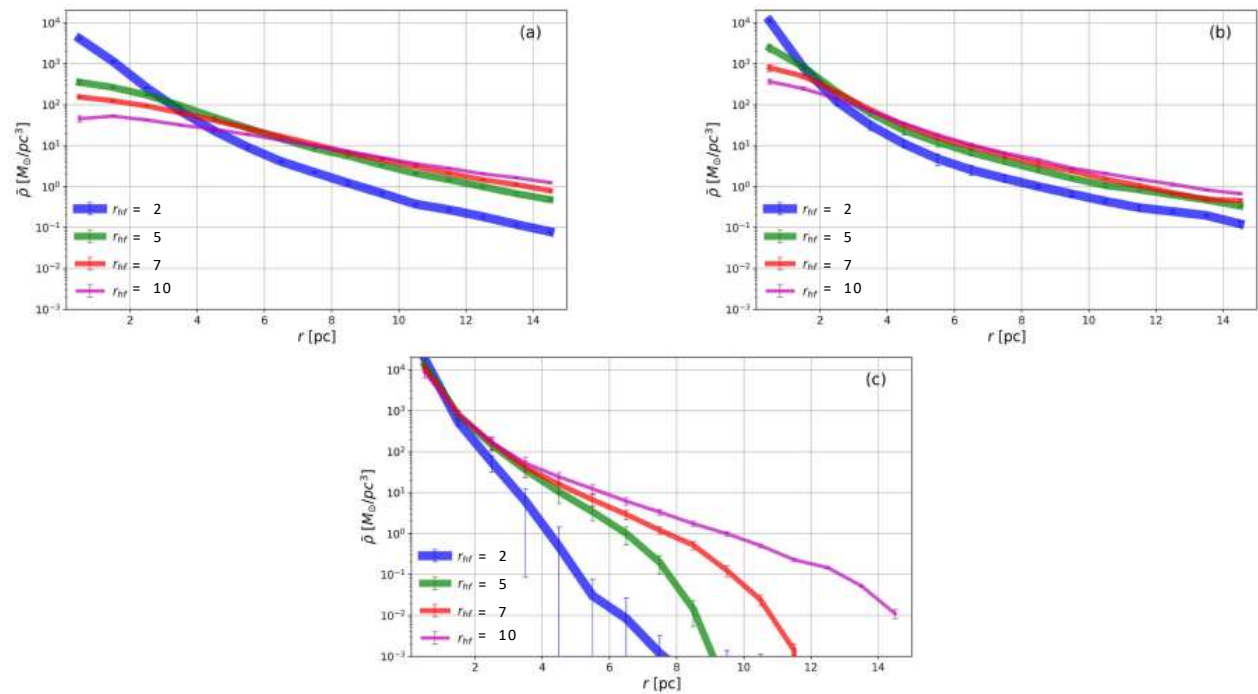 (a)
ρ̄ [M⊙/pc³]
10⁴
10³
10²
10¹
10⁰
10⁻¹
10⁻²
10⁻³
r_hf = 2
r_hf = 5
r_hf = 7
r_hf = 10
2 4 6 8 10 12 14
r [pc]
(b)
ρ̄ [M⊙/pc³]
10⁴
10³
10²
10¹
10⁰
10⁻¹
10⁻²
10⁻³
r_hf = 2
r_hf = 5
r_hf = 7
r_hf = 10
2 4 6 8 10 12 14
r [pc]
(c)
ρ̄ [M⊙/pc³]
10⁴
10³
10²
10¹
10⁰
10⁻¹
10⁻²
10⁻³
r_hf = 2
r_hf = 5
r_hf = 7
r_hf = 10
2 4 6 8 10 12 14
r [pc]